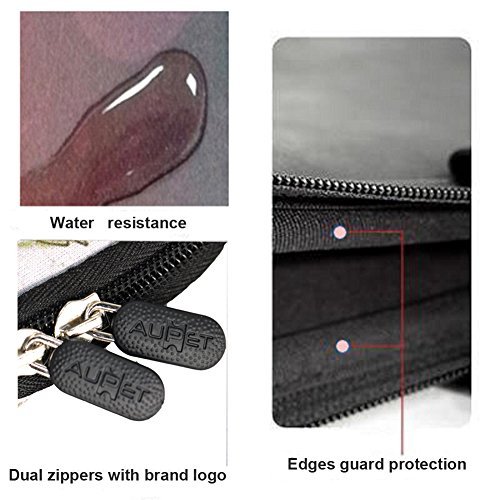 Water resistance
AUPET
AUPET
Dual zippers with brand logo
Edges guard protection